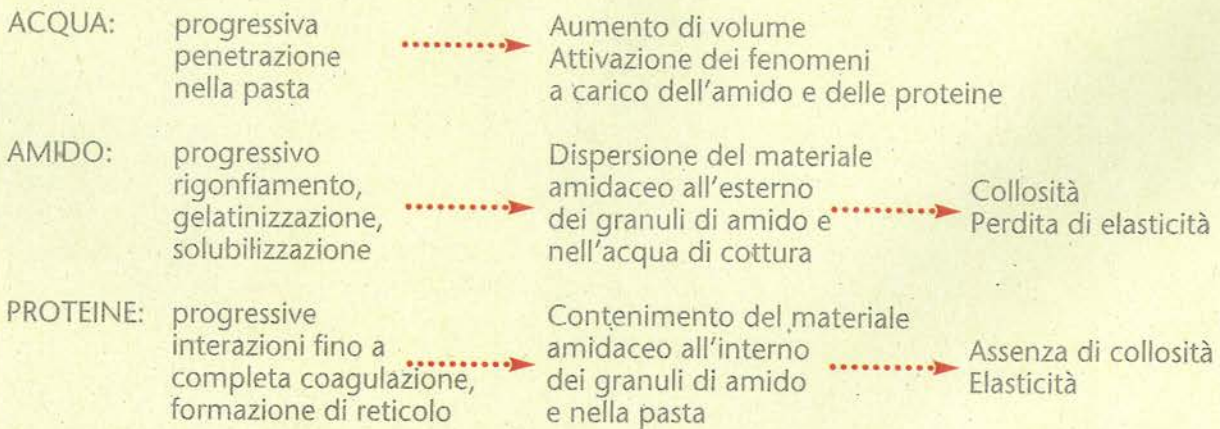 ACQUA:
progressiva
penetrazione
nella pasta
Aumento di volume
Attivazione dei fenomeni
a carico dell'amido e delle proteine
AMIDO:
progressivo
rigonfiamento,
gelatinizzazione,
solubilizzazione
Dispersione del materiale
amidaceo all'esterno
dei granuli di amido e
nell'acqua di cottura
Collosità
Perdita di elasticità
PROTEINE:
progressive
interazioni fino a
completa coagulazione,
formazione di reticolo
Contenimento del materiale
amidaceo all'interno
dei granuli di amido
e nella pasta
Assenza di collosità
Elasticità